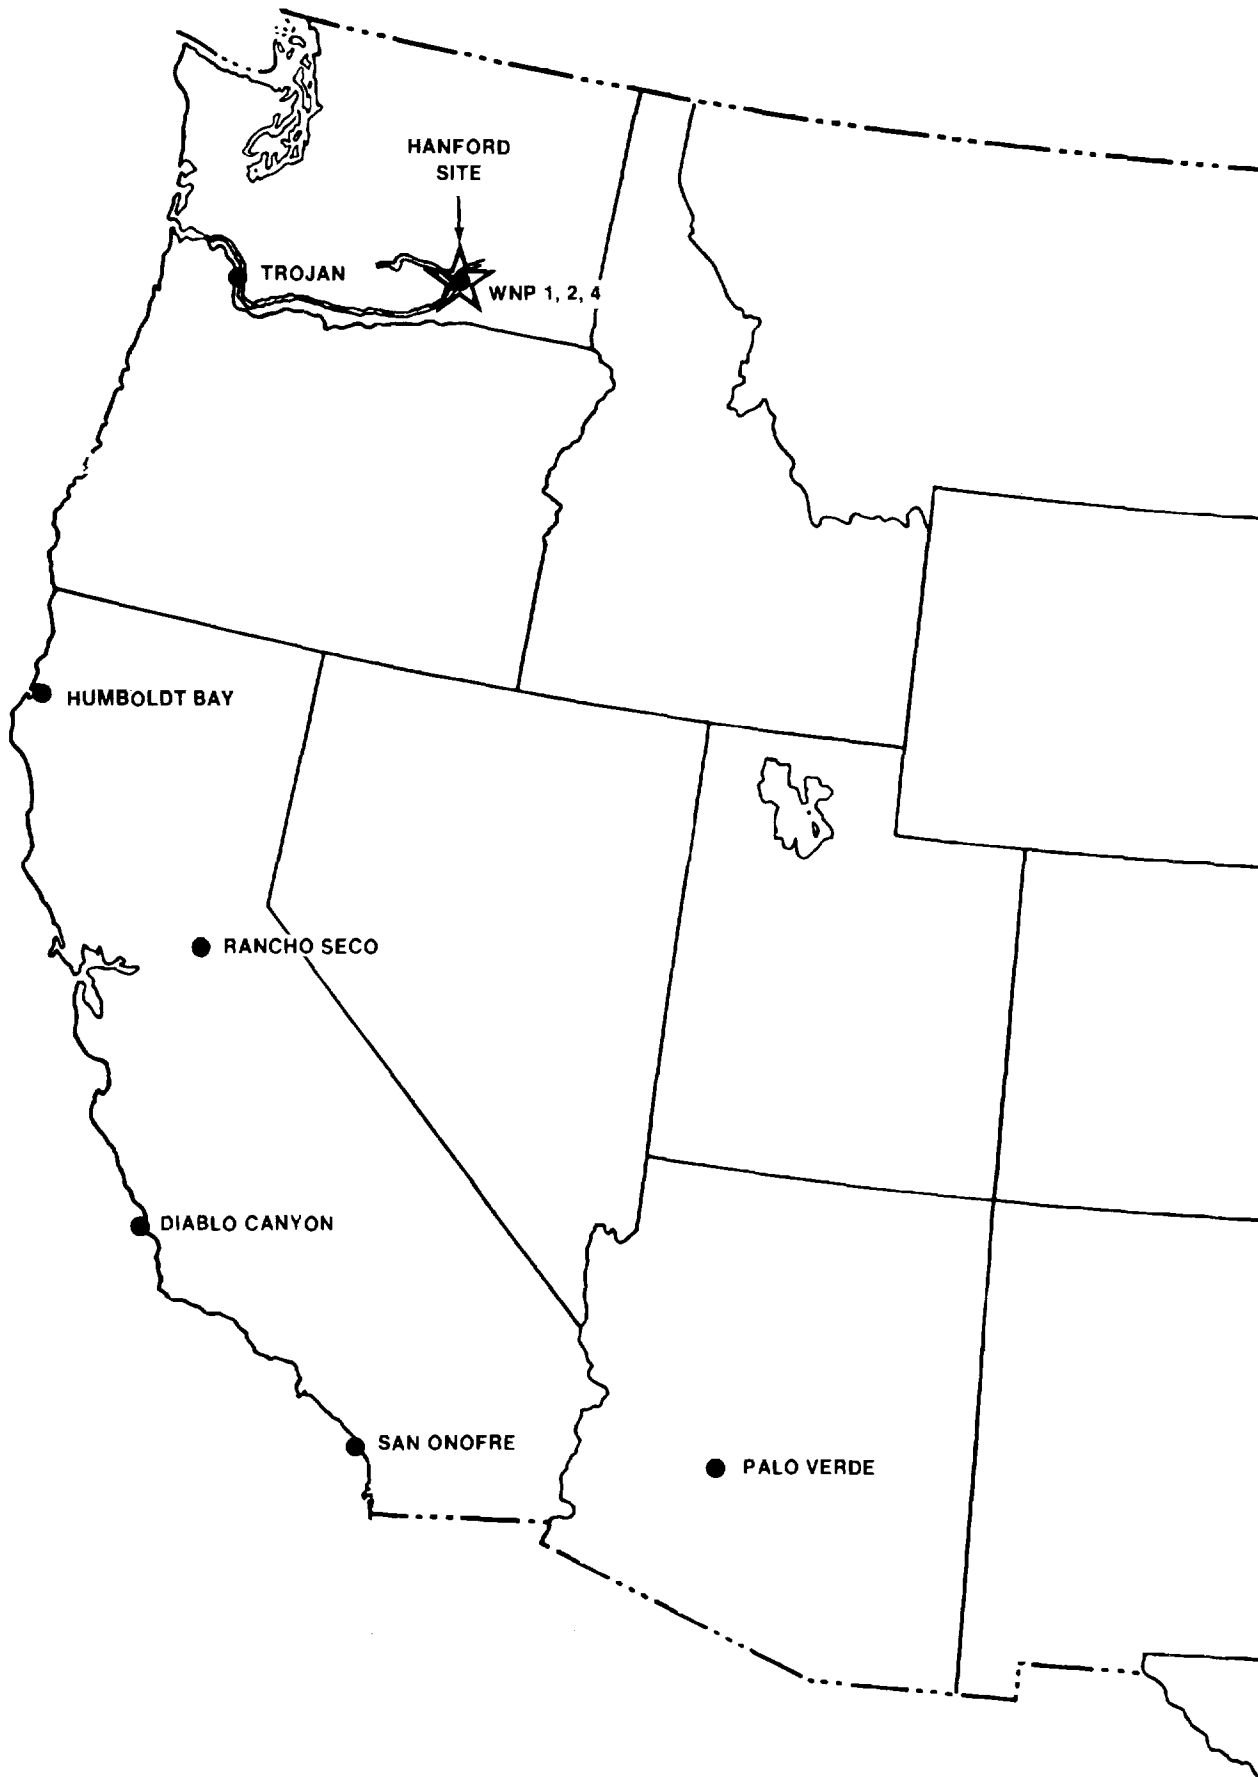 HANFORD
SITE
TROJAN
WNP 1, 2, 4
HUMBOLDT BAY
RANCHO SECO
DIABLO CANYON
SAN ONOFRE
PALO VERDE